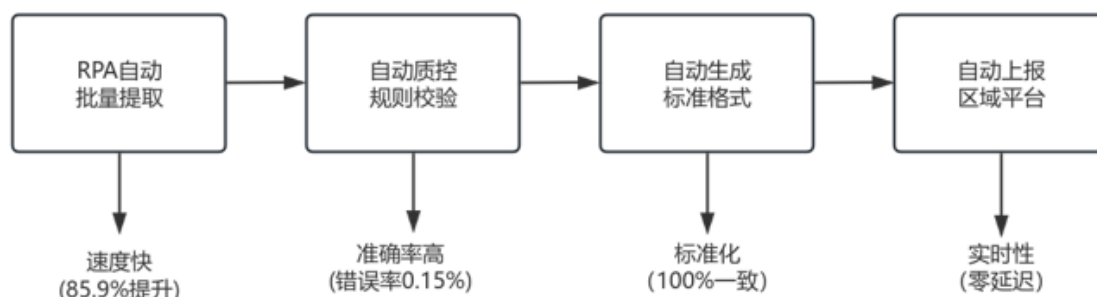 RPA自动
批量提取
自动质控
规则校验
自动生成
标准格式
自动上报
区域平台
速度快
(85.9%提升)
准确率高
(错误率0.15%)
标准化
(100%一致)
实时性
(零延迟)